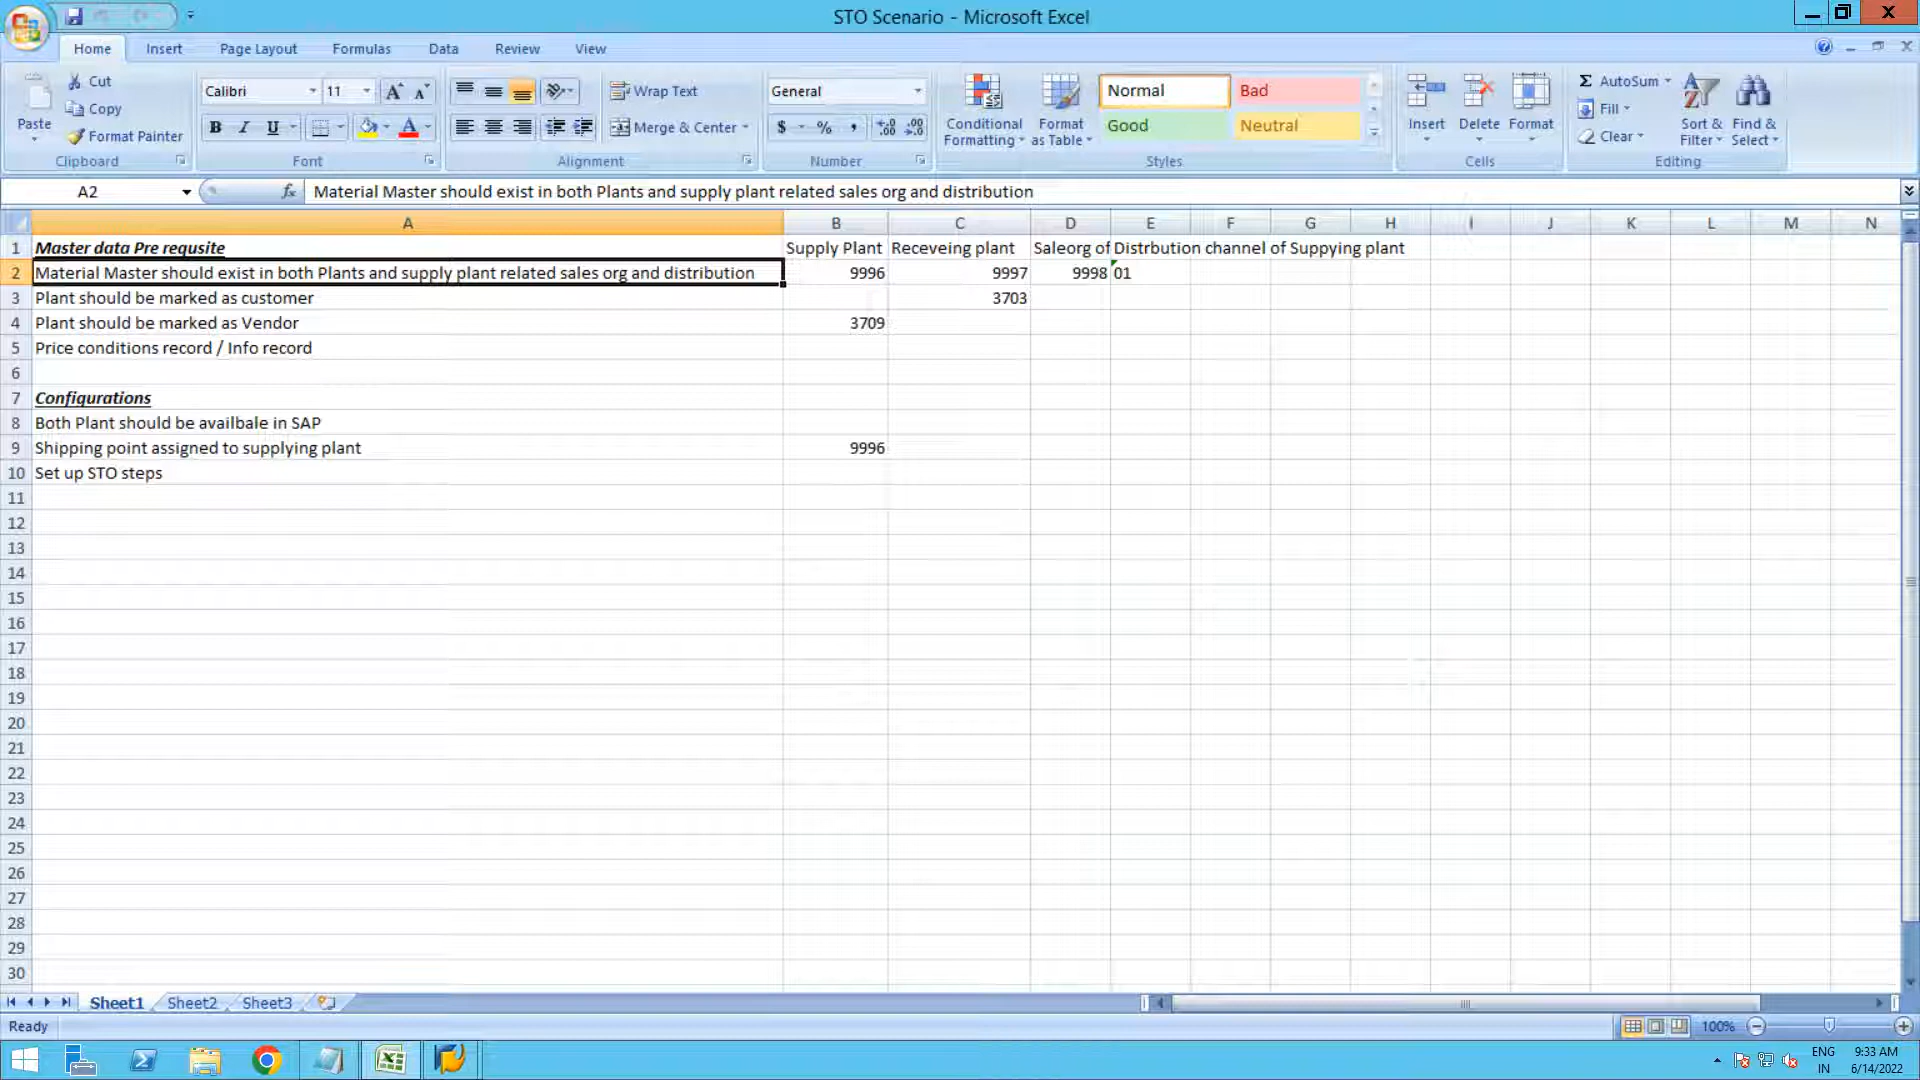 STO Scenario - Microsoft Excel
Home Insert Page Layout Formulas Data Review View
Cut
Copy
Format Painter
Paste
Clipboard
Calibri 11
B I U
Font
Wrap Text
Merge & Center
Alignment
General
$ % ,
Number
Conditional Formatting
Format as Table
Normal Bad
Good Neutral
Styles
Insert Delete Format
Cells
Σ AutoSum
Fill
Clear
Sort & Filter
Find & Select
Editing
A2 fx Material Master should exist in both Plants and supply plant related sales org and distribution
A B C D E F G H I J K L M N
1 Master data Pre requsite Supply Plant Receveing plant Saleorg of Distrbution channel of Suppying plant
2 Material Master should exist in both Plants and supply plant related sales org and distribution 9996 9997 9998 01
3 Plant should be marked as customer 3703
4 Plant should be marked as Vendor 3709
5 Price conditions record / Info record
6
7 Configurations
8 Both Plant should be availbale in SAP
9 Shipping point assigned to supplying plant 9996
10 Set up STO steps
11
12
13
14
15
16
17
18
19
20
21
22
23
24
25
26
27
28
29
30
Sheet1 Sheet2 Sheet3
Ready 100%
ENG 9:33 AM
IN 6/14/2022